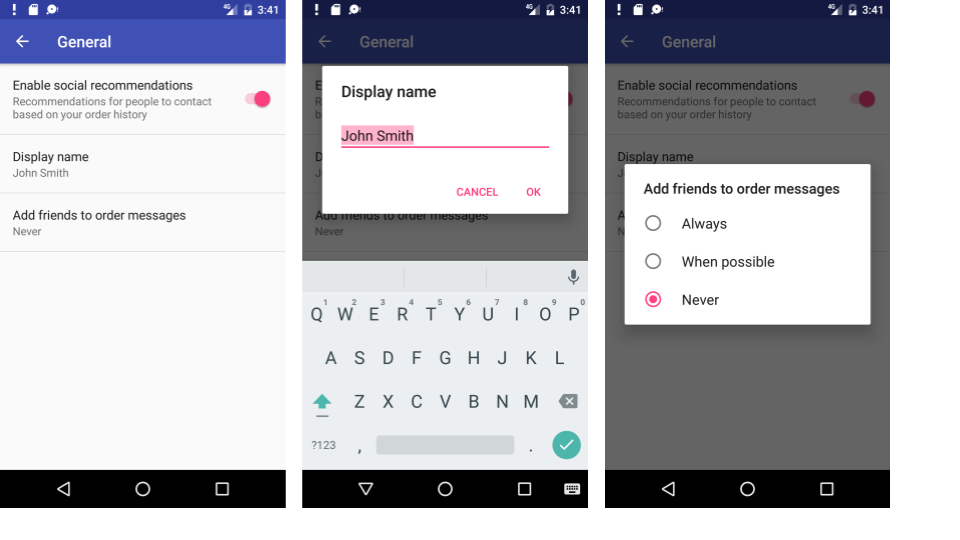 4G 3:41
General
Enable social recommendations
Recommendations for people to contact
based on your order history
Display name
John Smith
Add friends to order messages
Never
4G 3:41
General
Display name
John Smith
CANCEL OK
Add friends to order messages
Never
1 2 3 4 5 6 7 8 9 0
Q W E R T Y U I O P
A S D F G H J K L
Z X C V B N M
?123 , .
4G 3:41
General
Enable social recommendations
Recommendations for people to contact
based on your order history
Display name
Add friends to order messages
Always
When possible
Never